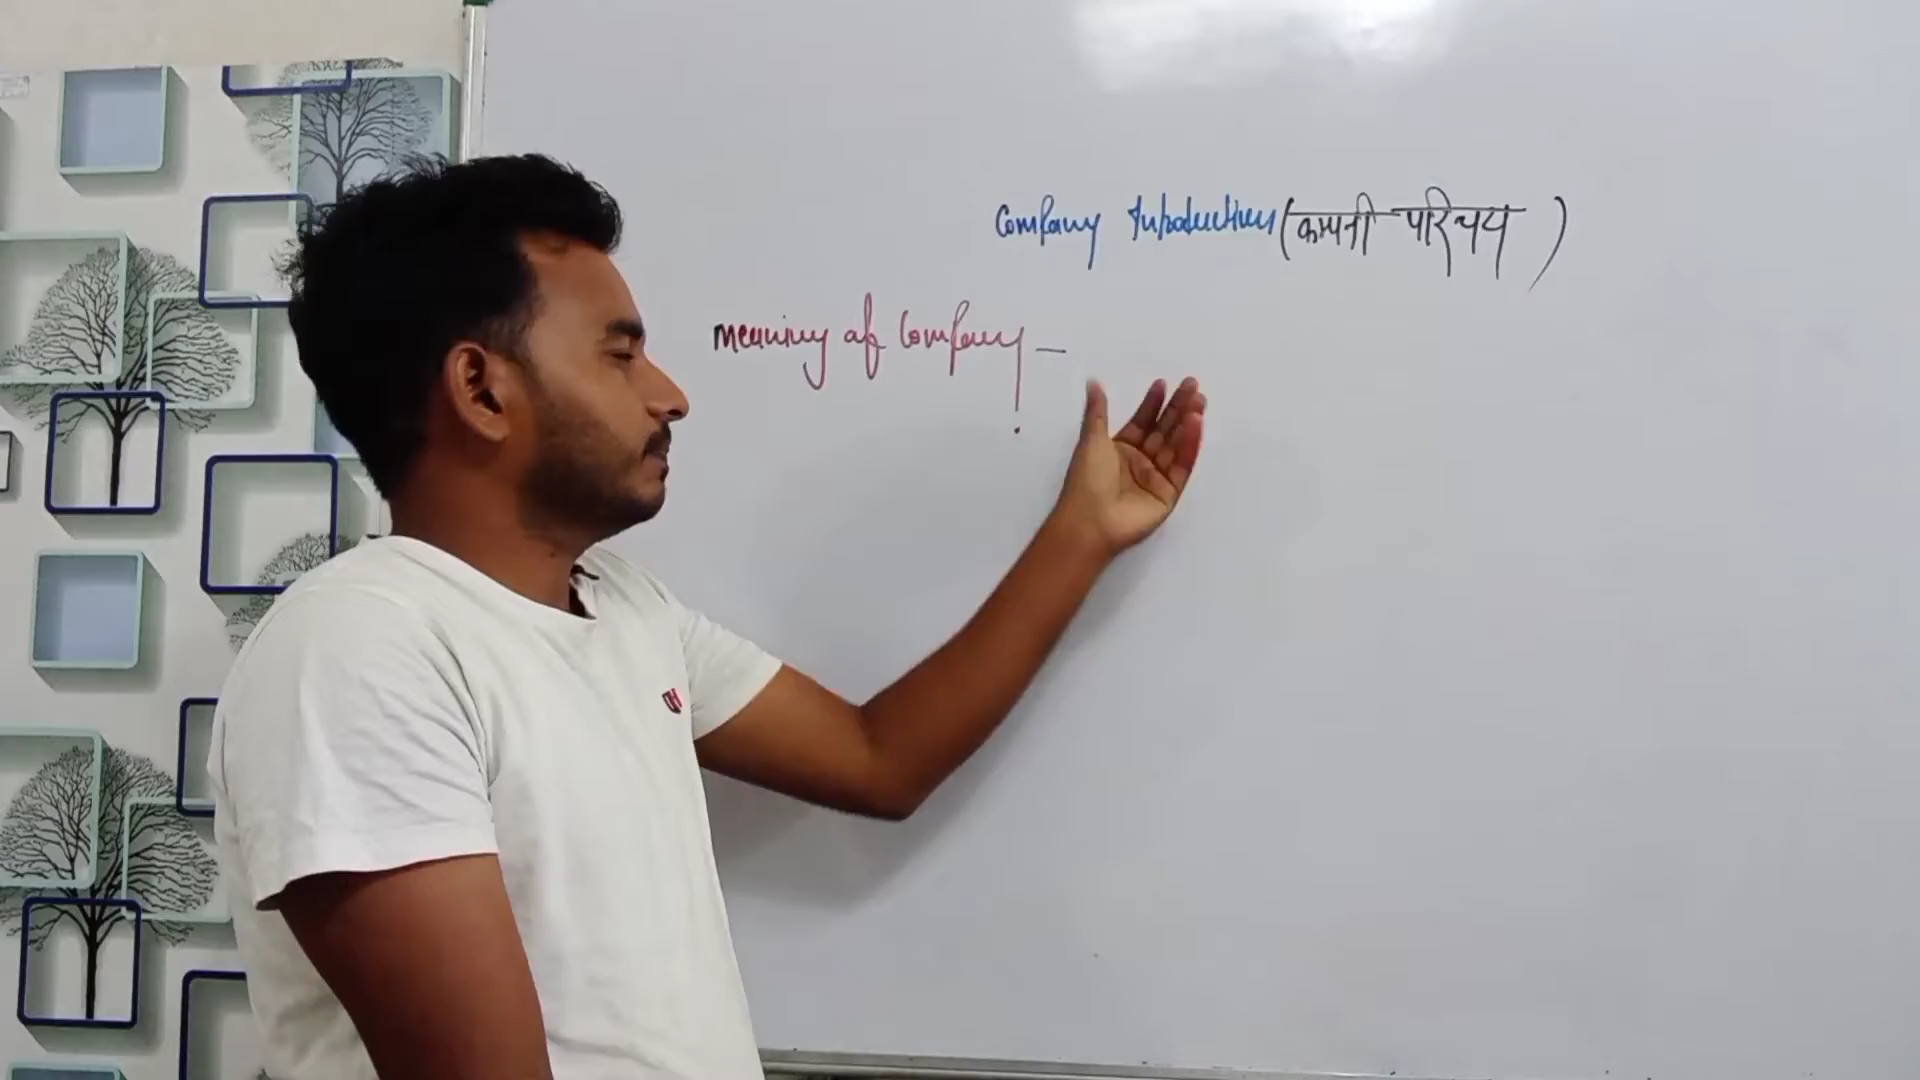 Company Introduction (कम्पनी परिचय)
Meaning of Company –